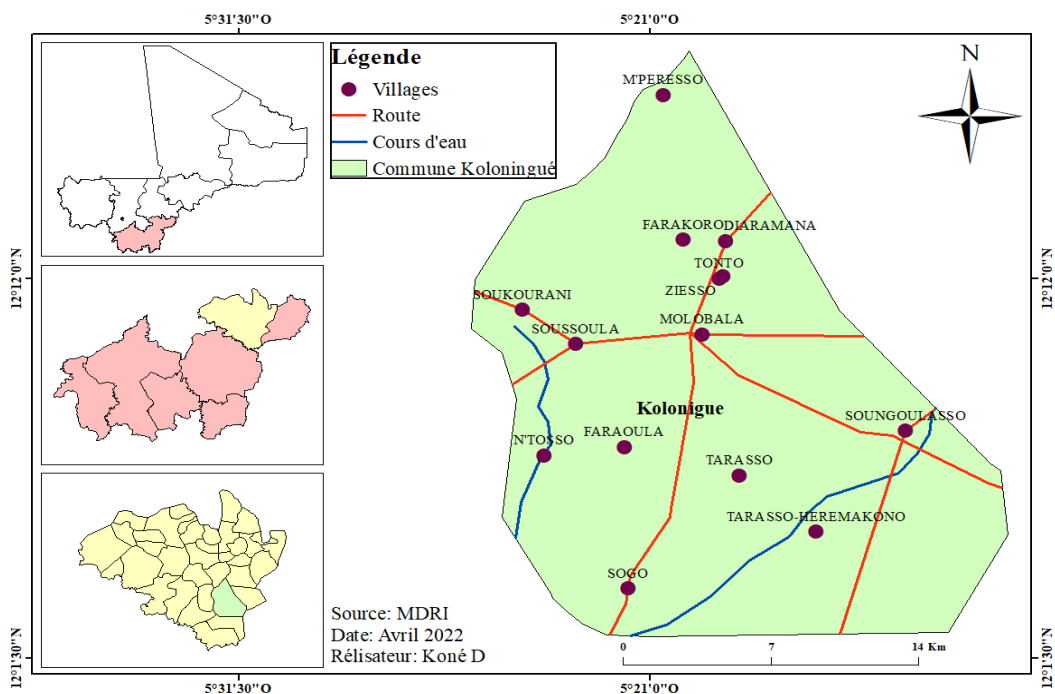 5°31'30"O
5°21'0"O
Légende
Villages
Route
Cours d'eau
Commune Koloningué
N
M'PERESSO
FARAKORO
DIARAMANA
TONTO
ZIESSO
12°12'0"N
12°12'0"N
SOUKOURANI
SOUSSOULA
MOLOBALA
Kolonigue
SOUNGOULASSO
N'TOSSO
FARAOULA
TARASSO
TARASSO-HEREMAKONO
SOGO
Source: MDRI
Date: Avril 2022
Rélisateur: Koné D
0 7 14 Km
12°1'30"N
12°1'30"N
5°31'30"O
5°21'0"O